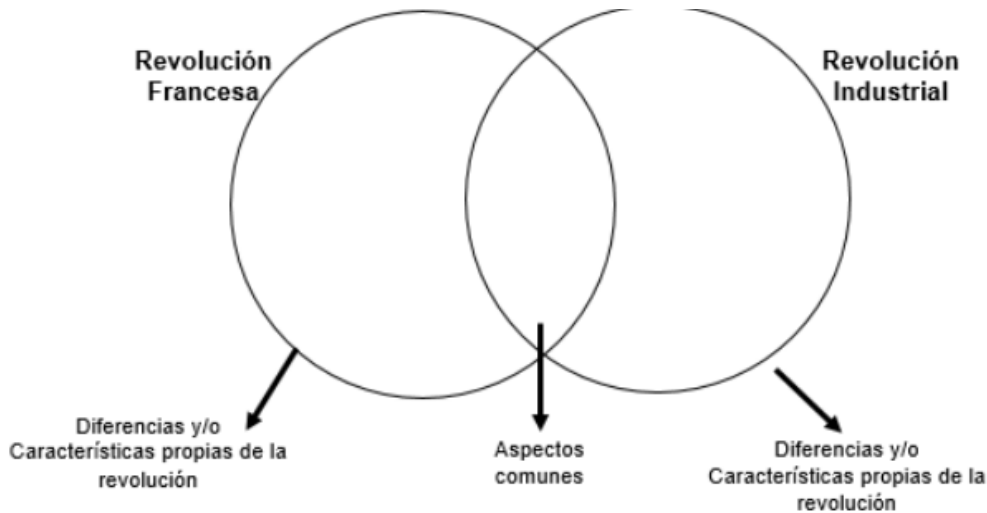 Revolución
Francesa
Revolución
Industrial
Diferencias y/o
Características propias de la
revolución
Aspectos
comunes
Diferencias y/o
Características propias de la
revolución